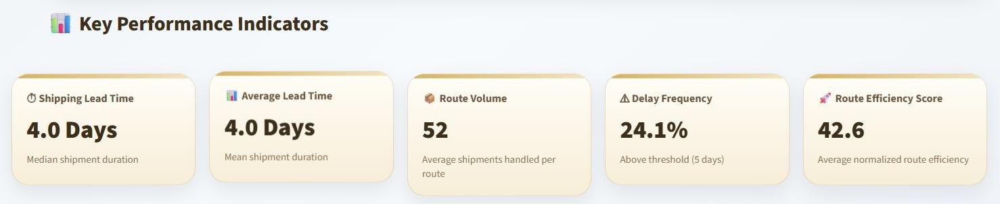 Key Performance Indicators
Shipping Lead Time
4.0 Days
Median shipment duration
Average Lead Time
4.0 Days
Mean shipment duration
Route Volume
52
Average shipments handled per
route
Delay Frequency
24.1%
Above threshold (5 days)
Route Efficiency Score
42.6
Average normalized route efficiency